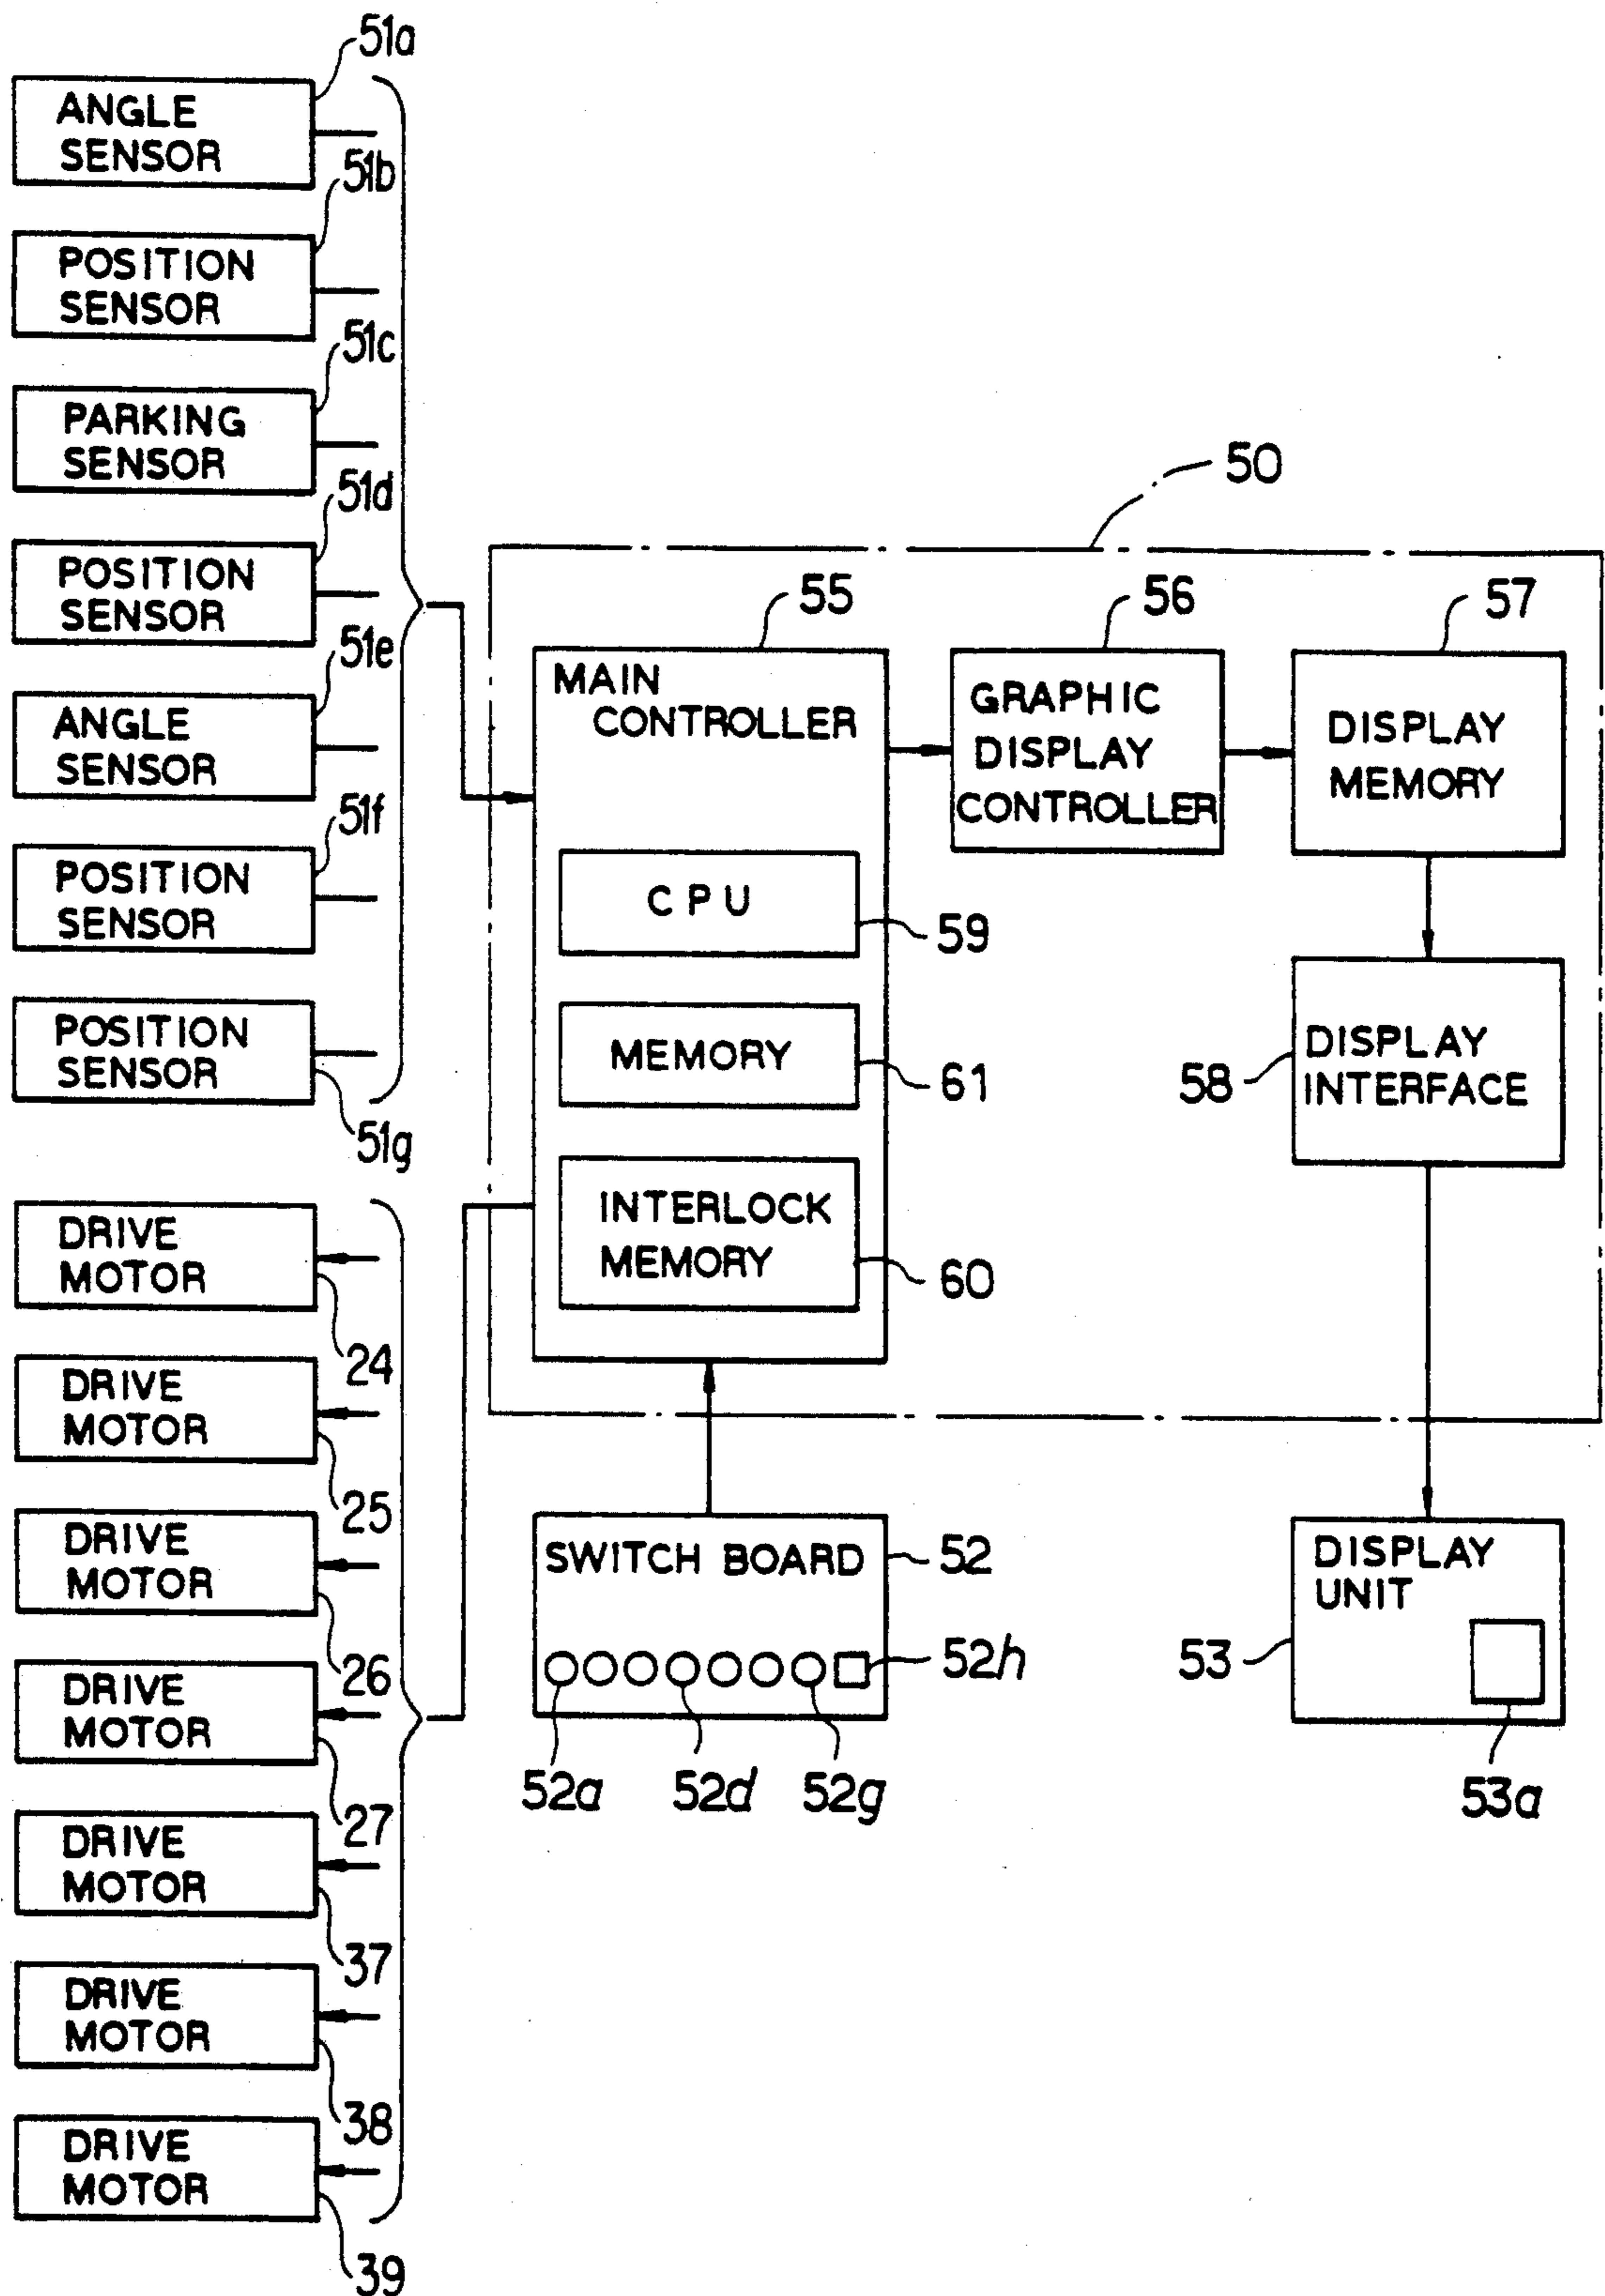 51a
ANGLE
SENSOR
51b
POSITION
SENSOR
51c
PARKING
SENSOR
51d
POSITION
SENSOR
51e
ANGLE
SENSOR
51f
POSITION
SENSOR
POSITION
SENSOR
51g
DRIVE
MOTOR
24
DRIVE
MOTOR
25
DRIVE
MOTOR
26
DRIVE
MOTOR
27
DRIVE
MOTOR
37
DRIVE
MOTOR
38
DRIVE
MOTOR
39
50
55
MAIN
CONTROLLER
CPU
59
MEMORY
61
INTERLOCK
MEMORY
60
56
GRAPHIC
DISPLAY
CONTROLLER
57
DISPLAY
MEMORY
58
DISPLAY
INTERFACE
SWITCH BOARD
52
52h
52a
52d
52g
DISPLAY
UNIT
53
53a